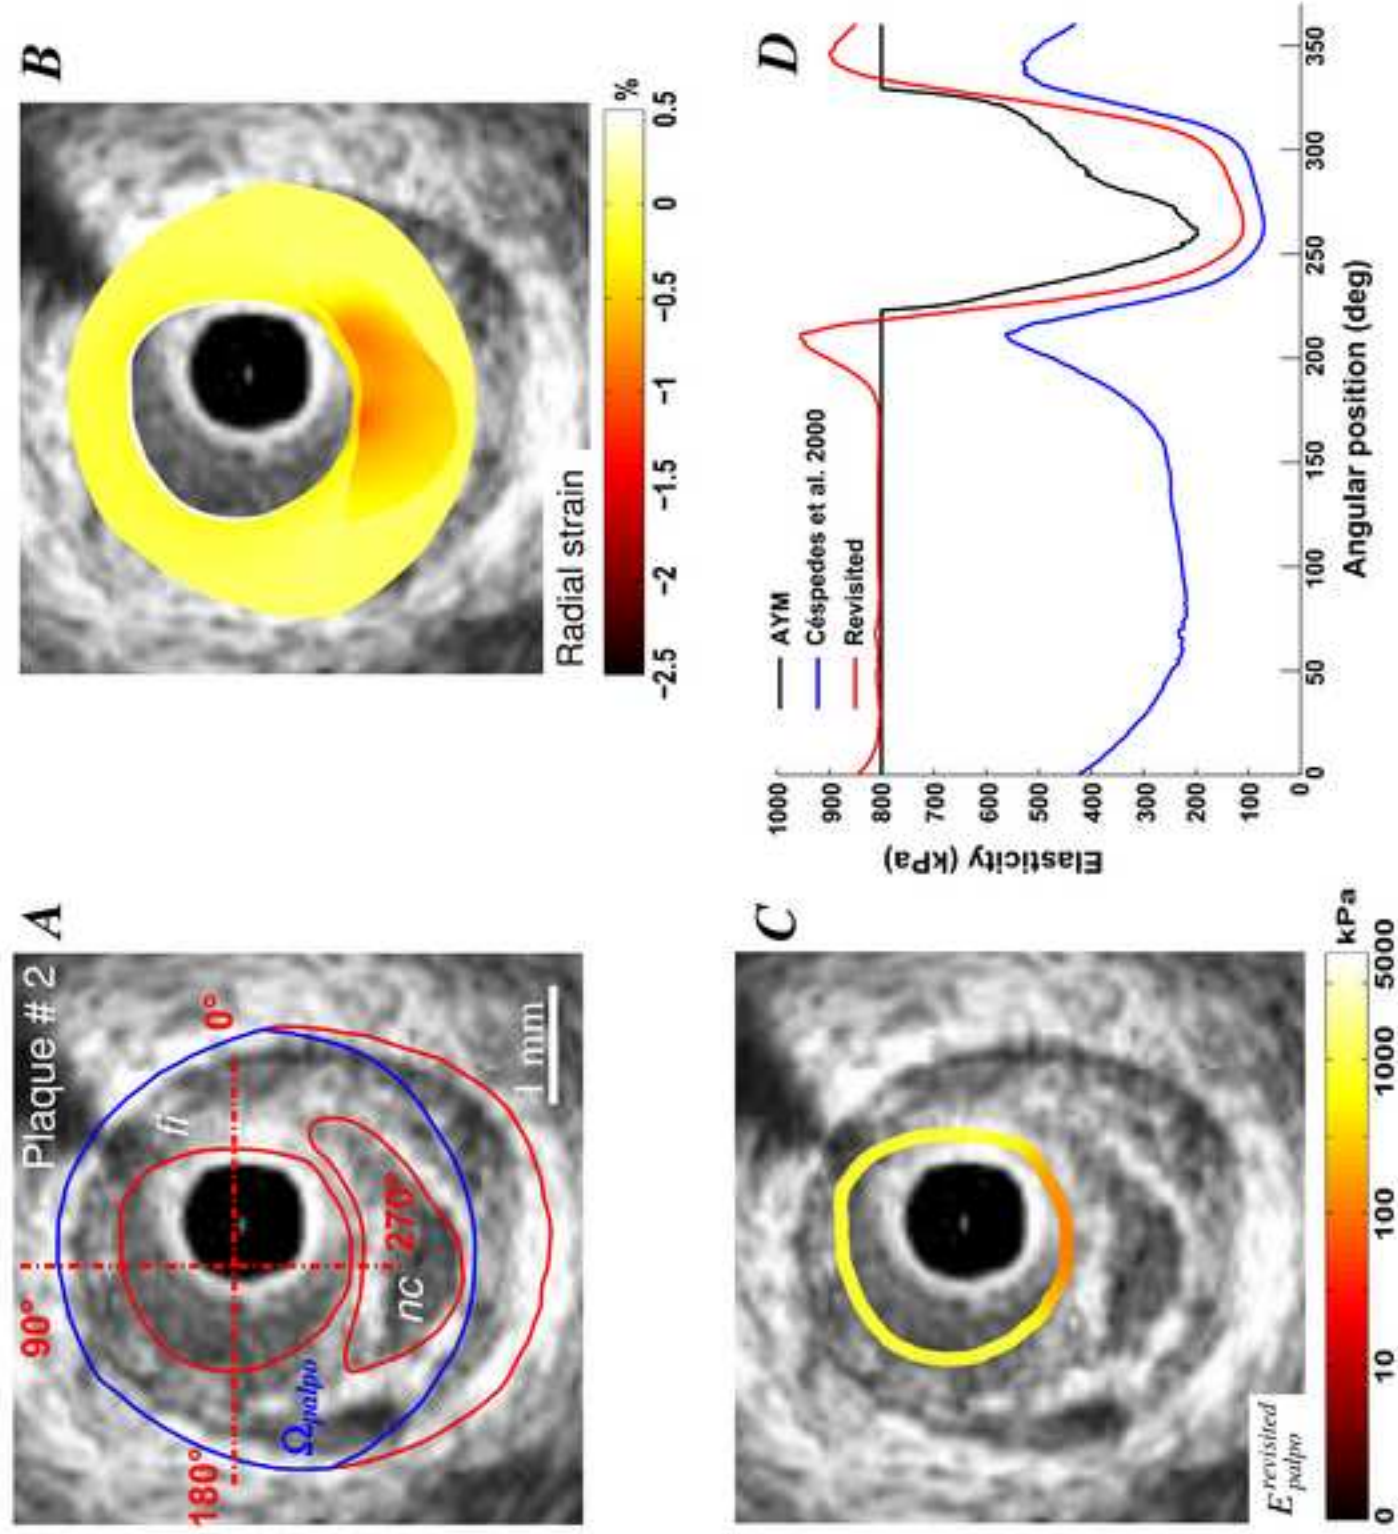 A
Plaque # 2
90°
0°
180°
270°
fi
nc
Ωpalpo
1 mm
B
Radial strain
%
−2.5 −2 −1.5 −1 −0.5 0 0.5
C
E revisited palpo
kPa
0 10 100 1000 5000
D
AYM
Céspedes et al. 2000
Revisited
Elasticity (kPa)
1000
900
800
700
600
500
400
300
200
100
0
0 50 100 150 200 250 300 350
Angular position (deg)